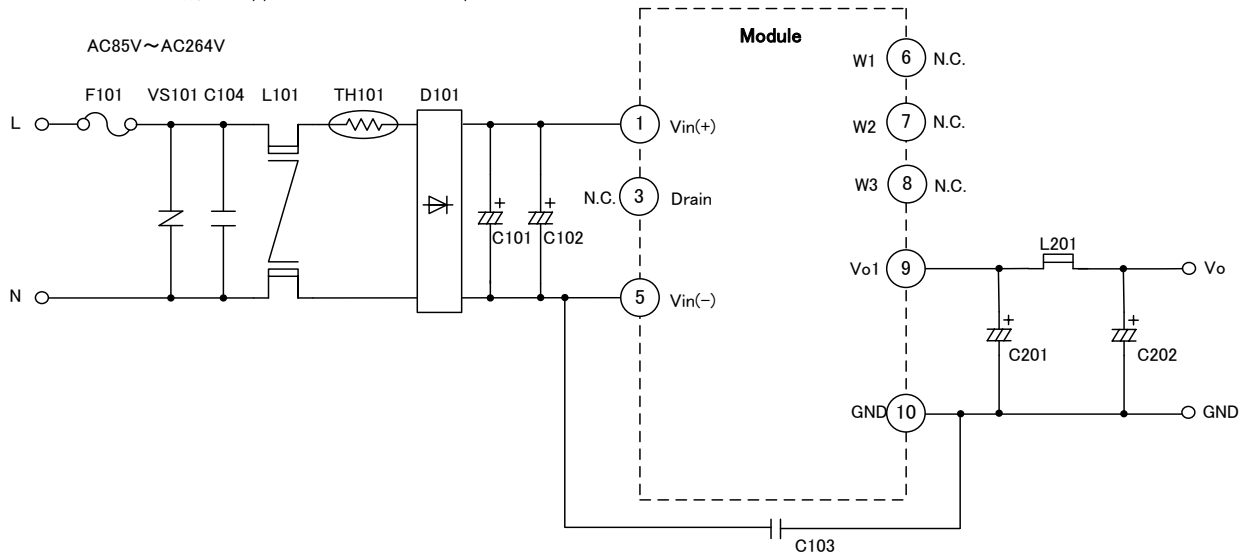 AC85V～AC264V
Module
F101 VS101 C104 L101 TH101 D101
W1 6 N.C.
L
1 Vin(+)
W2 7 N.C.
N.C. 3 Drain
W3 8 N.C.
+ C101
+ C102
L201
Vo1 9
Vo
N
5 Vin(-)
+ C201
+ C202
GND 10
GND
C103